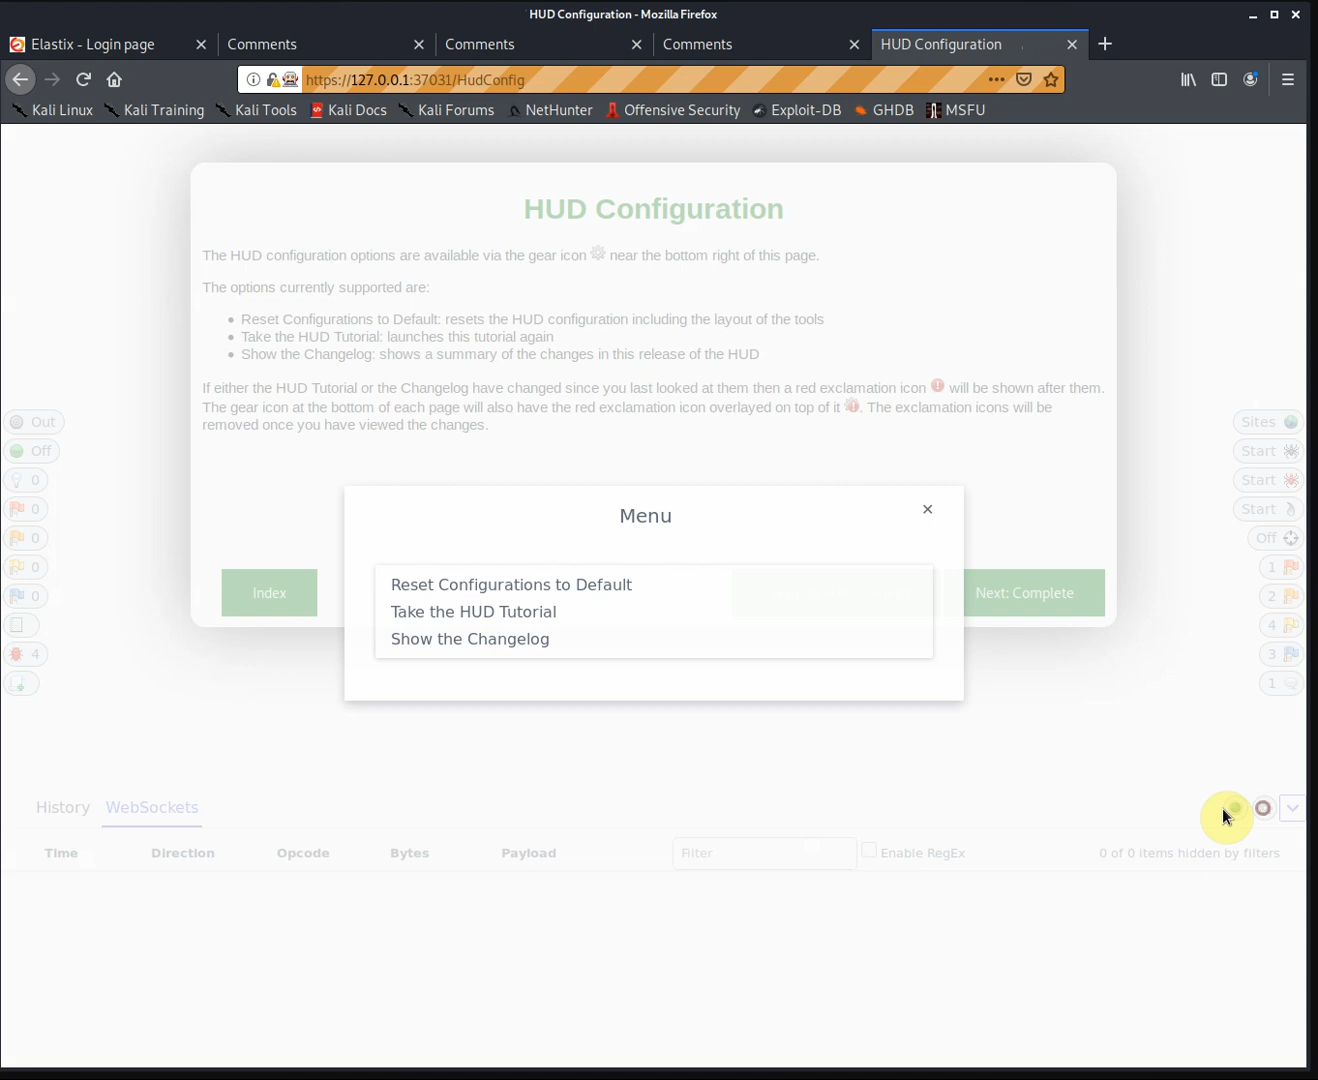 HUD Configuration - Mozilla Firefox
Elastix - Login page
Comments
Comments
Comments
HUD Configuration
https://127.0.0.1:37031/HudConfig
Kali Linux
Kali Training
Kali Tools
Kali Docs
Kali Forums
NetHunter
Offensive Security
Exploit-DB
GHDB
MSFU
HUD Configuration
The HUD configuration options are available via the gear icon near the bottom right of this page.
The options currently supported are:
Reset Configurations to Default: resets the HUD configuration including the layout of the tools
Take the HUD Tutorial: launches this tutorial again
Show the Changelog: shows a summary of the changes in this release of the HUD
If either the HUD Tutorial or the Changelog have changed since you last looked at them then a red exclamation icon will be shown after them.
The gear icon at the bottom of each page will also have the red exclamation icon overlayed on top of it . The exclamation icons will be
removed once you have viewed the changes.
Out
Off
0
0
0
0
0
4
Sites
Start
Start
Start
Off
1
2
4
3
1
Menu
×
Reset Configurations to Default
Take the HUD Tutorial
Show the Changelog
Index
Next: Complete
History
WebSockets
Time
Direction
Opcode
Bytes
Payload
Filter
Enable RegEx
0 of 0 items hidden by filters